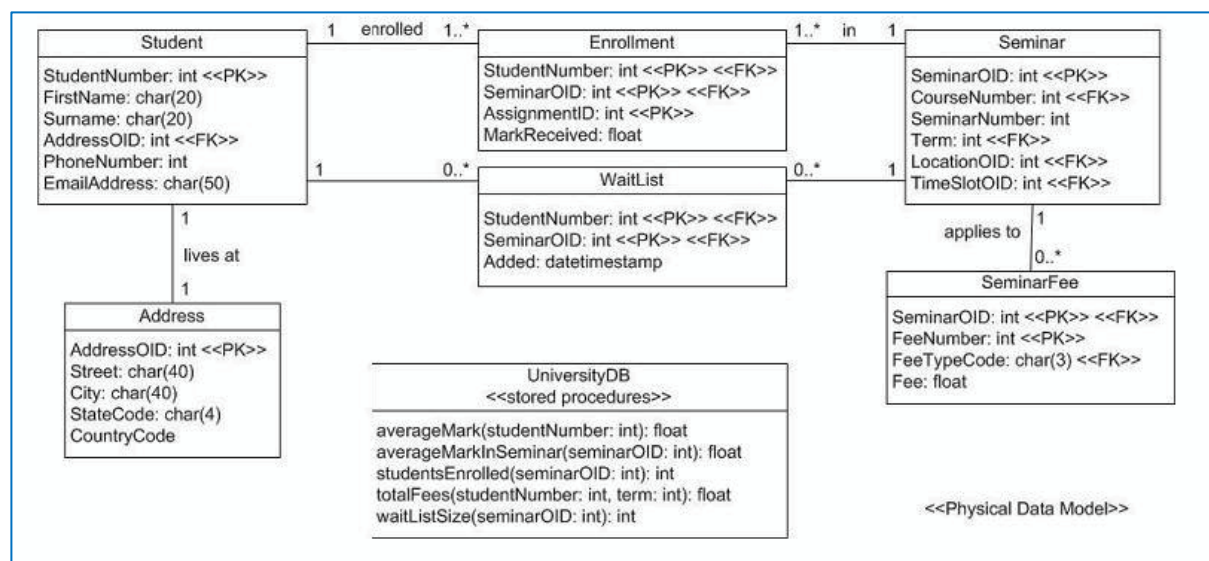 1 enrolled 1..*
1..* in 1
Student
StudentNumber: int <<PK>>
FirstName: char(20)
Surname: char(20)
AddressOID: int <<FK>>
PhoneNumber: int
EmailAddress: char(50)
Enrollment
StudentNumber: int <<PK>> <<FK>>
SeminarOID: int <<PK>> <<FK>>
AssignmentID: int <<PK>>
MarkReceived: float
Seminar
SeminarOID: int <<PK>>
CourseNumber: int <<FK>>
SeminarNumber: int
Term: int <<FK>>
LocationOID: int <<FK>>
TimeSlotOID: int <<FK>>
1 0..*
0..* 1
WaitList
StudentNumber: int <<PK>> <<FK>>
SeminarOID: int <<PK>> <<FK>>
Added: datetimestamp
1
lives at
1
1
applies to
0..*
Address
AddressOID: int <<PK>>
Street: char(40)
City: char(40)
StateCode: char(4)
CountryCode
SeminarFee
SeminarOID: int <<PK>> <<FK>>
FeeNumber: int <<PK>>
FeeTypeCode: char(3) <<FK>>
Fee: float
UniversityDB
<<stored procedures>>
averageMark(studentNumber: int): float
averageMarkInSeminar(seminarOID: int): float
studentsEnrolled(seminarOID: int): int
totalFees(studentNumber: int, term: int): float
waitListSize(seminarOID: int): int
<<Physical Data Model>>